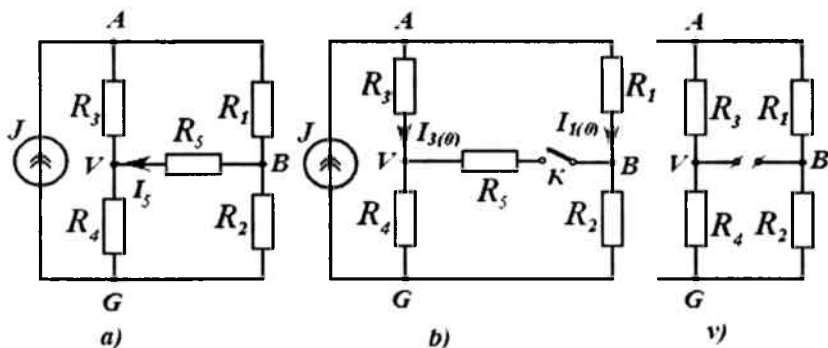 A A A
J R₃ R₁ J R₃ R₁ R₃ R₁
R₅ I₃₍₀₎ I₁₍₀₎
V B V K B V B
I₅ R₅
R₄ R₂ R₄ R₂ R₄ R₂
G G G
a) b) v)